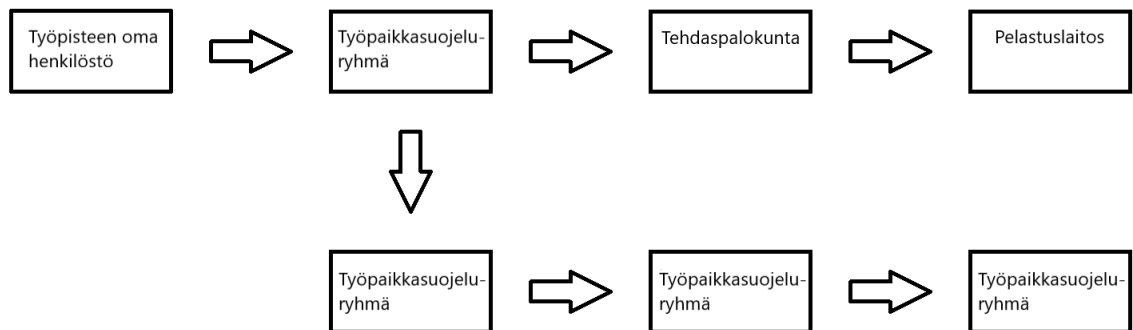 Työpisteen oma
henkilöstö
Työpaikkasuojelu-
ryhmä
Tehdaspalokunta
Pelastuslaitos
Työpaikkasuojelu-
ryhmä
Työpaikkasuojelu-
ryhmä
Työpaikkasuojelu-
ryhmä